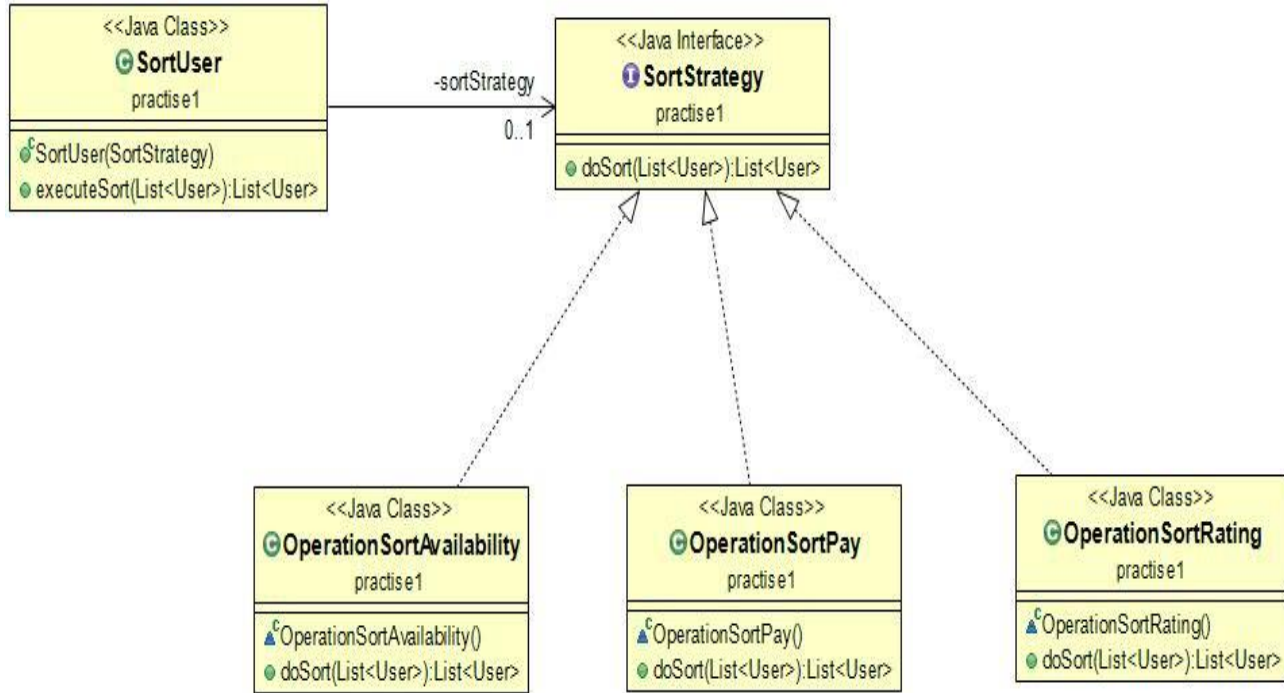 <<Java Class>>
SortUser
practise1
SortUser(SortStrategy)
executeSort(List<User>):List<User>
-sortStrategy
0..1
<<Java Interface>>
SortStrategy
practise1
doSort(List<User>):List<User>
<<Java Class>>
OperationSortAvailability
practise1
OperationSortAvailability()
doSort(List<User>):List<User>
<<Java Class>>
OperationSortPay
practise1
OperationSortPay()
doSort(List<User>):List<User>
<<Java Class>>
OperationSortRating
practise1
OperationSortRating()
doSort(List<User>):List<User>